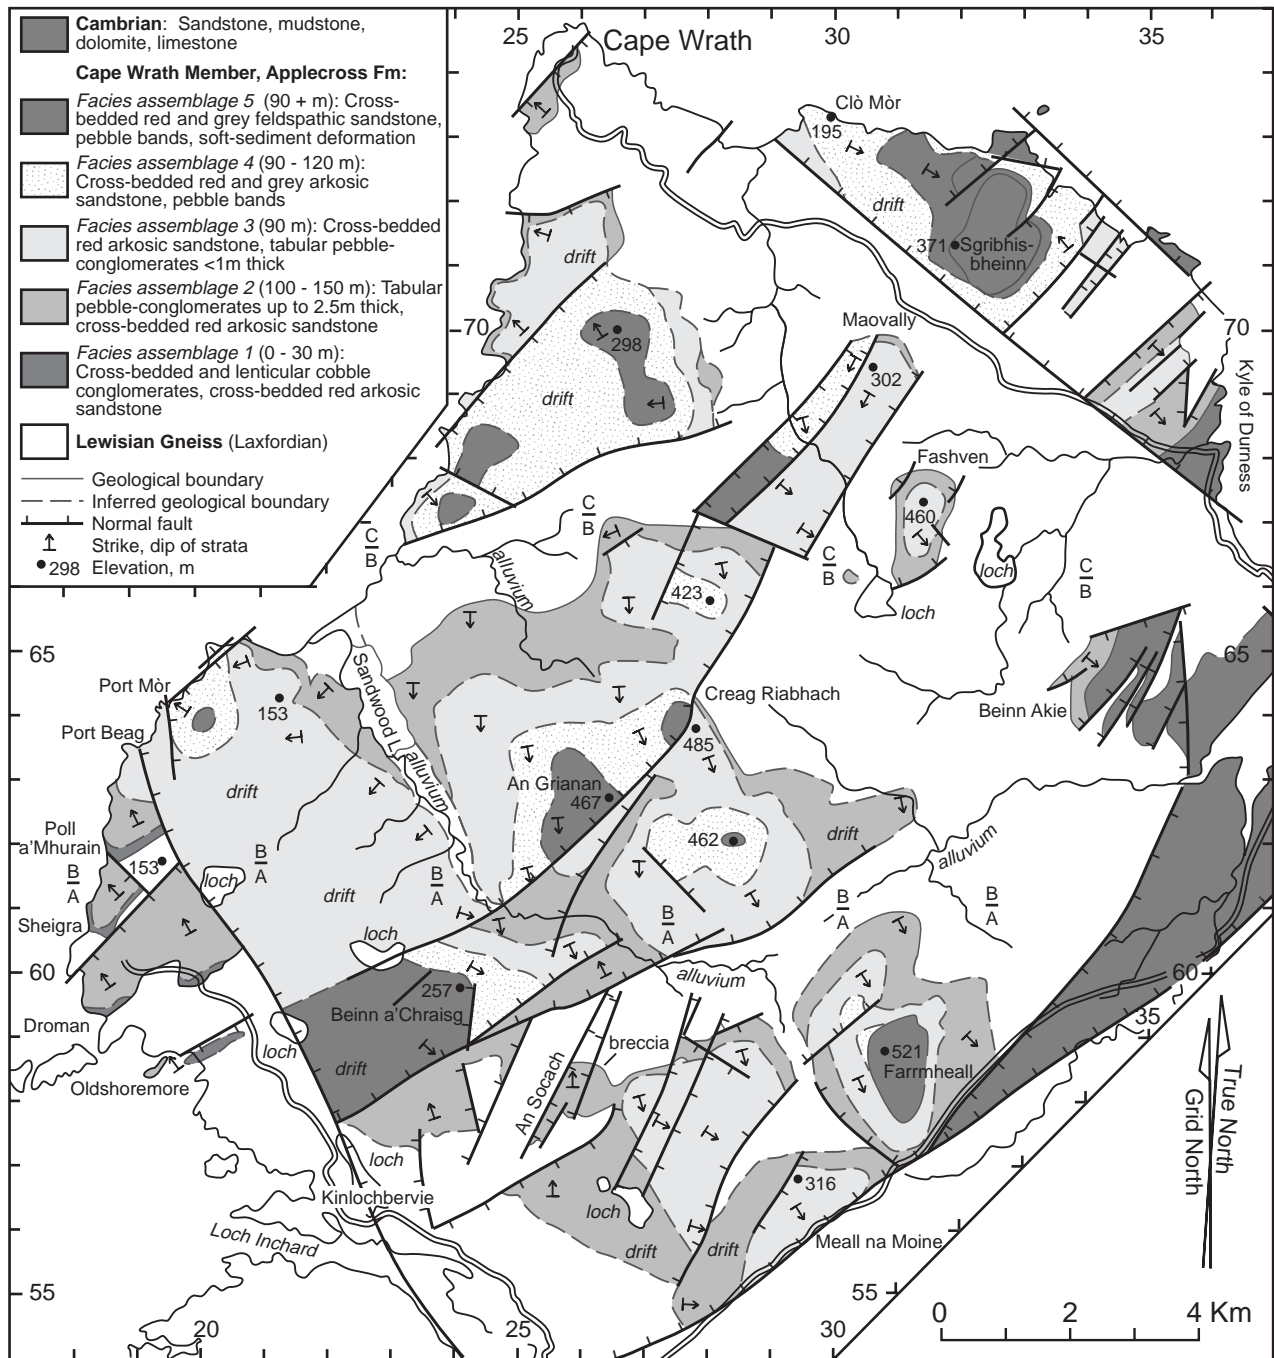 Cambrian: Sandstone, mudstone,
dolomite, limestone
Cape Wrath Member, Applecross Fm:
Facies assemblage 5 (90 + m): Cross-
bedded red and grey feldspathic sandstone,
pebble bands, soft-sediment deformation
Facies assemblage 4 (90 - 120 m):
Cross-bedded red and grey arkosic
sandstone, pebble bands
Facies assemblage 3 (90 m): Cross-bedded
red arkosic sandstone, tabular pebble-
conglomerates <1m thick
Facies assemblage 2 (100 - 150 m): Tabular
pebble-conglomerates up to 2.5m thick,
cross-bedded red arkosic sandstone
Facies assemblage 1 (0 - 30 m):
Cross-bedded and lenticular cobble
conglomerates, cross-bedded red arkosic
sandstone
Lewisian Gneiss (Laxfordian)
Geological boundary
Inferred geological boundary
Normal fault
Strike, dip of strata
298 Elevation, m
25
Cape Wrath
30
35
Clò Mòr
195
drift
371
Sgribhis-
bheinn
drift
70
298
drift
Maovally
302
70
Kyle of Durness
Fashven
460
C
B
C
B
C
B
C
B
alluvium
loch
loch
423
65
65
Port Mòr
153
Sandwood L.
Creag Riabhach
Beinn Akie
Port Beag
485
alluvium
An Grianan
467
drift
462
drift
alluvium
Poll
a'Mhurain
153
B
A
B
A
loch
B
A
B
A
B
A
B
A
drift
Sheigra
loch
60
alluvium
60
257
Beinn a'Chraisg
Droman
loch
drift
breccia
35
521
Farrmheall
Oldshoremore
An Socach
True North
Grid North
loch
316
Kinlochbervie
loch
Loch Inchard
drift
drift
Meall na Moine
55
55
20
25
30
0 2 4 Km